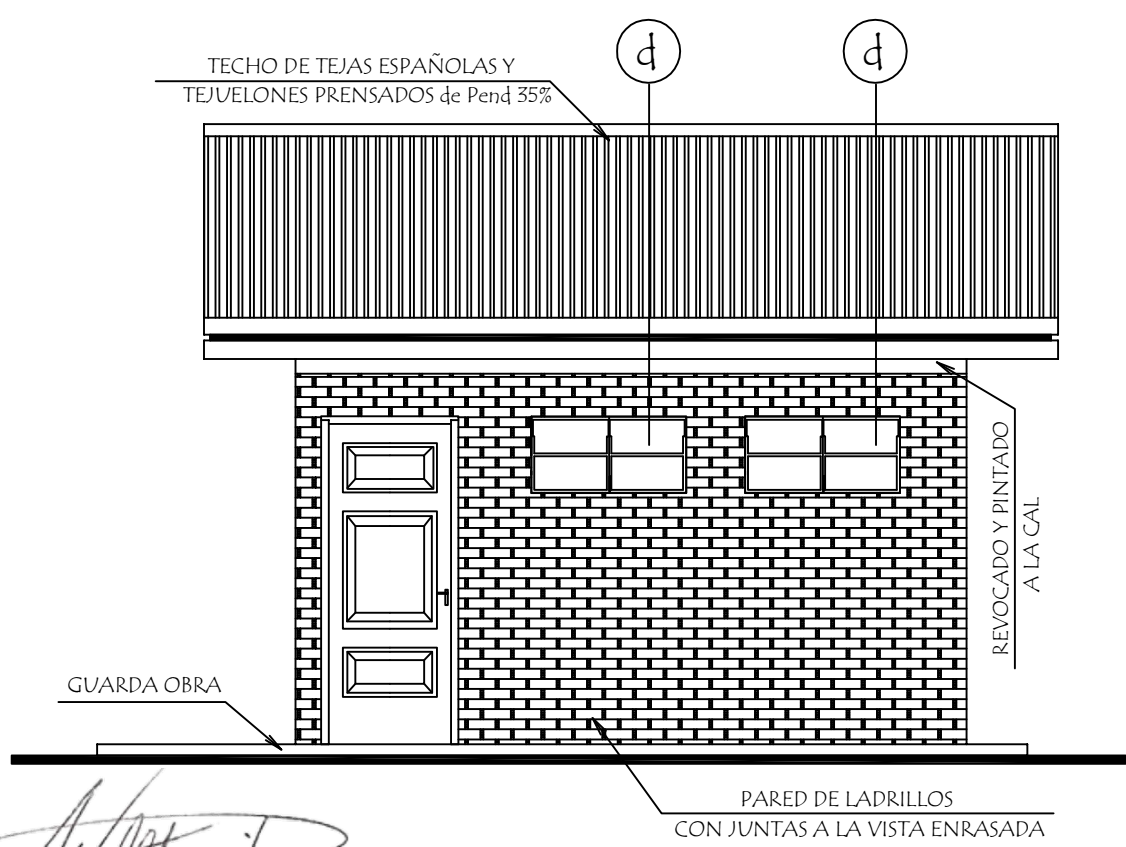 d
d
TECHO DE TEJAS ESPAÑOLAS Y
TEJUELONES PRENSADOS de Pend 35%
REVOCADO Y PINTADO
A LA CAL
GUARDA OBRA
PARED DE LADRILLOS
CON JUNTAS A LA VISTA ENRASADA